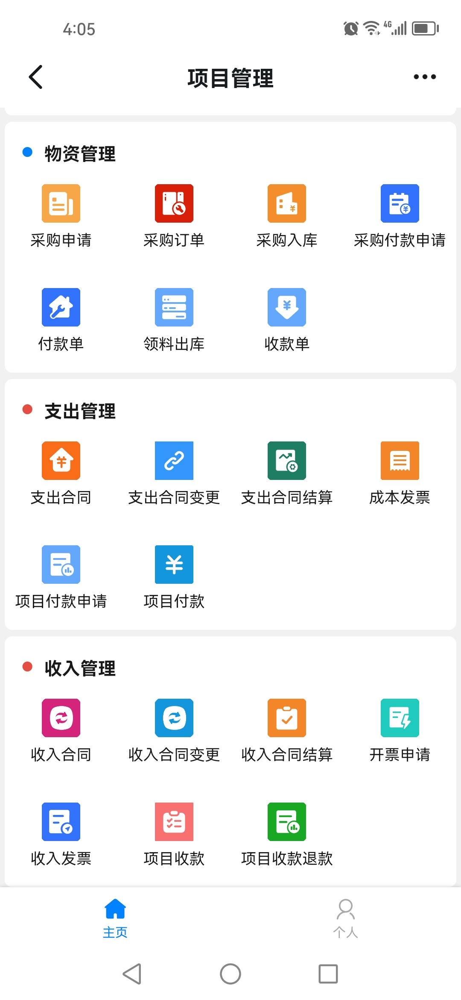 4:05
4G
项目管理
物资管理
采购申请 采购订单 采购入库 采购付款申请
付款单 领料出库 收款单
支出管理
支出合同 支出合同变更 支出合同结算 成本发票
项目付款申请 项目付款
收入管理
收入合同 收入合同变更 收入合同结算 开票申请
收入发票 项目收款 项目收款退款
主页 个人